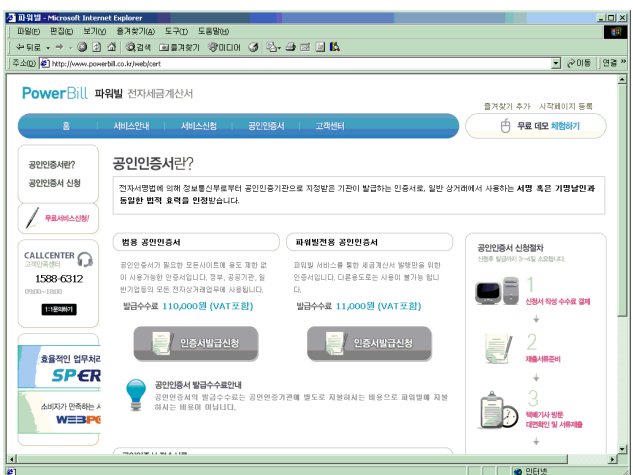 파워빌 - Microsoft Internet Explorer
파일(F) 편집(E) 보기(V) 즐겨찾기(A) 도구(T) 도움말(H)
뒤로 검색 즐겨찾기 미디어
주소(D) http://www.powerbill.co.kr/web/cert 이동 연결 »
PowerBill 파워빌 전자세금계산서
즐겨찾기 추가 시작페이지 등록
홈 서비스안내 서비스신청 공인인증서 고객센터
무료 데모 체험하기
공인인증서란?
공인인증서 신청
무료서비스신청!
CALLCENTER
고객만족센터
1588-6312
09:00~18:00
1:1문의하기
효율적인 업무처리
SPER
소비자가 만족하는 서
WEBPO
공인인증서란?
전자서명법에 의해 정보통신부로부터 공인인증기관으로 지정받은 기관이 발급하는 인증서로, 일반 상거래에서 사용하는 서명 혹은 기명날인과
동일한 법적 효력을 인정받습니다.
범용 공인인증서
공인인증서가 필요한 모든사이트에 용도 제한 없
이 사용가능한 인증서입니다. 정부, 공공기관, 일
반기업등의 모든 전자상거래업무에 사용됩니다.
발급수수료 110,000원 (VAT포함)
인증서발급신청
파워빌전용 공인인증서
파워빌 서비스를 통한 세금계산서 발행만을 위한
인증서입니다. 다른용도로는 사용이 불가능 합니
다.
발급수수료 11,000원 (VAT포함)
인증서발급신청
공인인증서 발급수수료안내
공인인증서의 발급수수료는 공인인증기관에 별도로 지불하시는 비용으로 파워빌에 지불
하시는 비용이 아닙니다.
공인인증서 신청절차
신청후 발급까지 3~4일 소요됩니다.
1
신청서 작성 수수료 결제
2
제출서류준비
3
택배기사 방문
대면확인 및 서류제출
인터넷